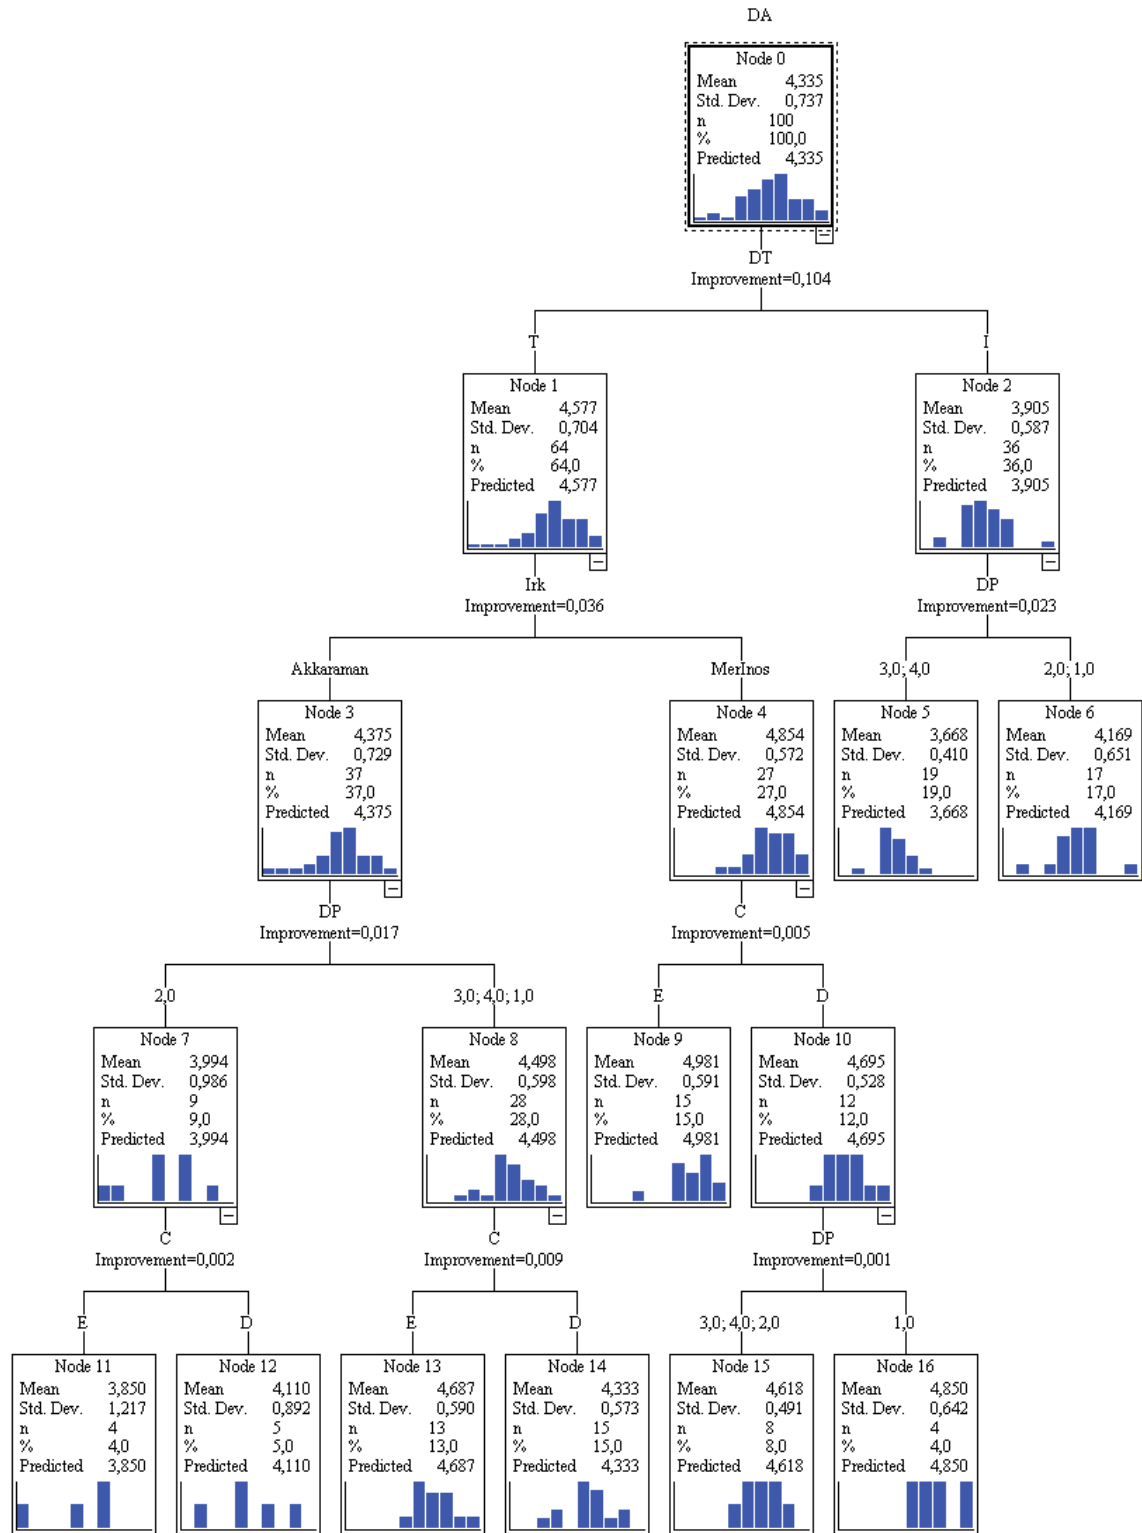 DA
Node 0
Mean 4,335
Std. Dev. 0,737
n 100
% 100,0
Predicted 4,335
DT
Improvement=0,104
T
I
Node 1
Mean 4,577
Std. Dev. 0,704
n 64
% 64,0
Predicted 4,577
Irk
Improvement=0,036
Node 2
Mean 3,905
Std. Dev. 0,587
n 36
% 36,0
Predicted 3,905
DP
Improvement=0,023
Akkaraman
MerInos
3,0; 4,0
2,0; 1,0
Node 3
Mean 4,375
Std. Dev. 0,729
n 37
% 37,0
Predicted 4,375
DP
Improvement=0,017
Node 4
Mean 4,854
Std. Dev. 0,572
n 27
% 27,0
Predicted 4,854
C
Improvement=0,005
Node 5
Mean 3,668
Std. Dev. 0,410
n 19
% 19,0
Predicted 3,668
Node 6
Mean 4,169
Std. Dev. 0,651
n 17
% 17,0
Predicted 4,169
2,0
3,0; 4,0; 1,0
E
D
Node 7
Mean 3,994
Std. Dev. 0,986
n 9
% 9,0
Predicted 3,994
C
Improvement=0,002
Node 8
Mean 4,498
Std. Dev. 0,598
n 28
% 28,0
Predicted 4,498
C
Improvement=0,009
Node 9
Mean 4,981
Std. Dev. 0,591
n 15
% 15,0
Predicted 4,981
Node 10
Mean 4,695
Std. Dev. 0,528
n 12
% 12,0
Predicted 4,695
DP
Improvement=0,001
E
D
E
D
3,0; 4,0; 2,0
1,0
Node 11
Mean 3,850
Std. Dev. 1,217
n 4
% 4,0
Predicted 3,850
Node 12
Mean 4,110
Std. Dev. 0,892
n 5
% 5,0
Predicted 4,110
Node 13
Mean 4,687
Std. Dev. 0,590
n 13
% 13,0
Predicted 4,687
Node 14
Mean 4,333
Std. Dev. 0,573
n 15
% 15,0
Predicted 4,333
Node 15
Mean 4,618
Std. Dev. 0,491
n 8
% 8,0
Predicted 4,618
Node 16
Mean 4,850
Std. Dev. 0,642
n 4
% 4,0
Predicted 4,850